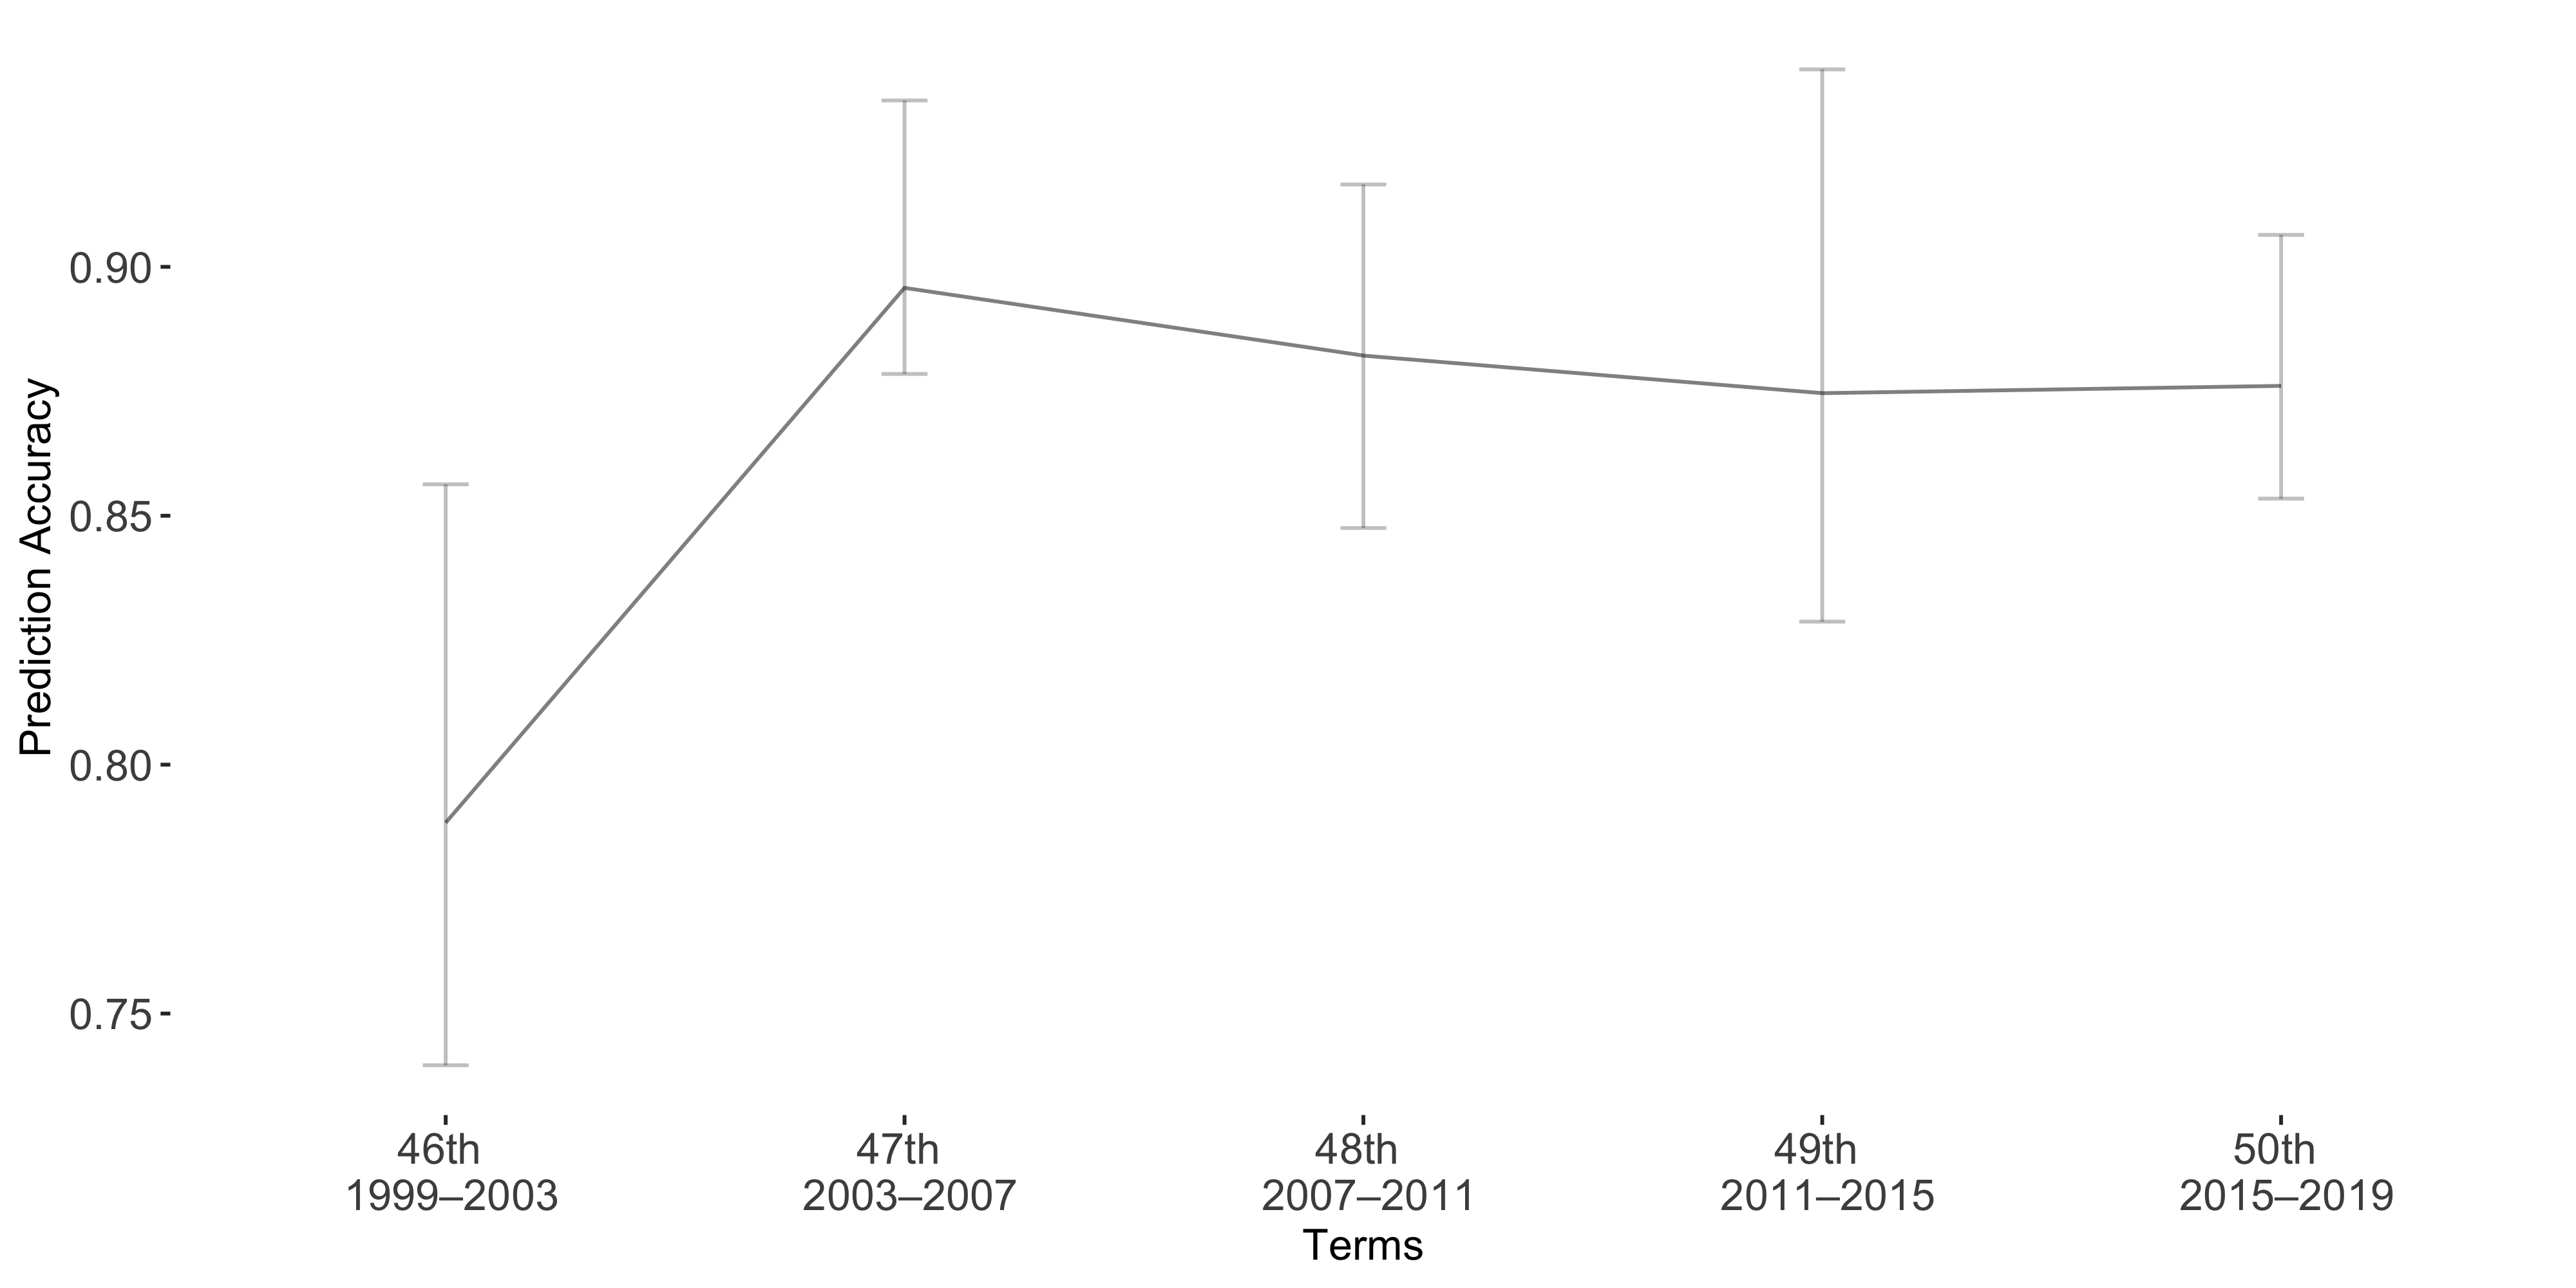 Prediction Accuracy
0.90
0.85
0.80
0.75
46th
1999–2003
47th
2003–2007
48th
2007–2011
49th
2011–2015
50th
2015–2019
Terms